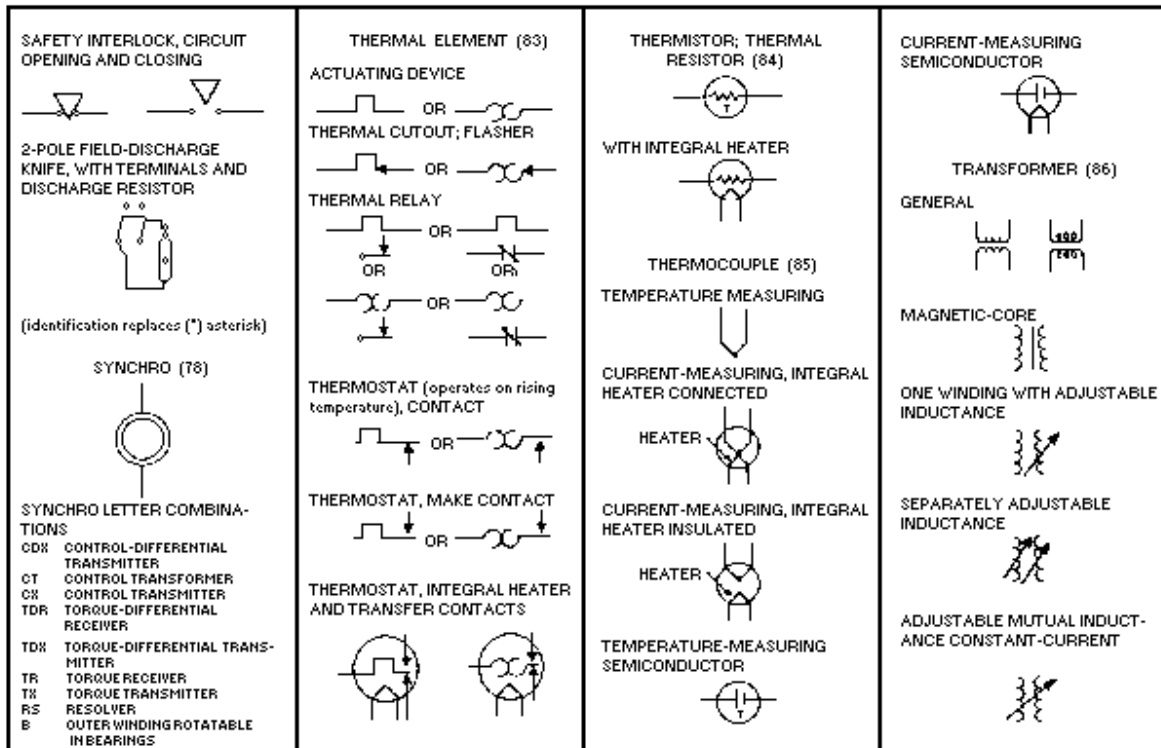 SAFETY INTERLOCK, CIRCUIT
OPENING AND CLOSING
2-POLE FIELD-DISCHARGE
KNIFE, WITH TERMINALS AND
DISCHARGE RESISTOR
(identification replaces (*) asterisk)
SYNCHRO (78)
SYNCHRO LETTER COMBINA-
TIONS
CDX CONTROL-DIFFERENTIAL
TRANSMITTER
CT CONTROL TRANSFORMER
CX CONTROL TRANSMITTER
TDR TORQUE-DIFFERENTIAL
RECEIVER
TDX TORQUE-DIFFERENTIAL TRANS-
MITTER
TR TORQUE RECEIVER
TX TORQUE TRANSMITTER
RS RESOLVER
B OUTER WINDING ROTATABLE
IN BEARINGS
THERMAL ELEMENT (83)
ACTUATING DEVICE
OR
THERMAL CUTOUT; FLASHER
OR
THERMAL RELAY
OR
OR OR
OR
THERMOSTAT (operates on rising
temperature), CONTACT
OR
THERMOSTAT, MAKE CONTACT
OR
THERMOSTAT, INTEGRAL HEATER
AND TRANSFER CONTACTS
THERMISTOR; THERMAL
RESISTOR (84)
T
WITH INTEGRAL HEATER
THERMOCOUPLE (85)
TEMPERATURE MEASURING
CURRENT-MEASURING, INTEGRAL
HEATER CONNECTED
HEATER
CURRENT-MEASURING, INTEGRAL
HEATER INSULATED
HEATER
TEMPERATURE-MEASURING
SEMICONDUCTOR
T
CURRENT-MEASURING
SEMICONDUCTOR
TRANSFORMER (86)
GENERAL
MAGNETIC-CORE
ONE WINDING WITH ADJUSTABLE
INDUCTANCE
SEPARATELY ADJUSTABLE
INDUCTANCE
ADJUSTABLE MUTUAL INDUCT-
ANCE CONSTANT-CURRENT